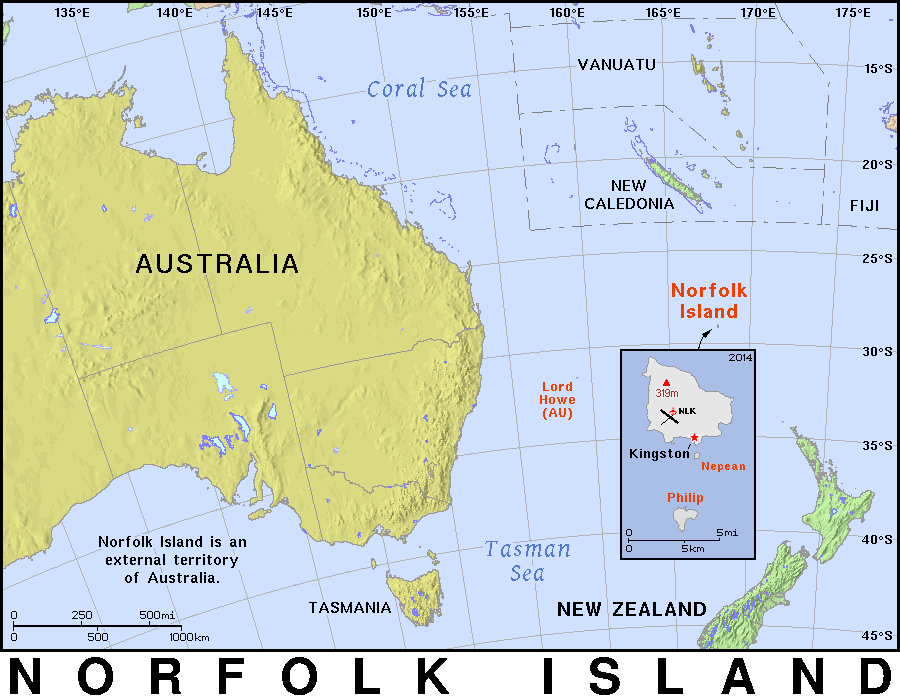 135°E 140°E 145°E 150°E 155°E 160°E 165°E 170°E 175°E
VANUATU
15°S
Coral Sea
20°S
NEW
CALEDONIA
FIJI
AUSTRALIA
25°S
Norfolk
Island
30°S
2014
Lord
Howe
(AU)
319m
NLK
35°S
Kingston
Nepean
Philip
0 5mi
0 5km
40°S
Norfolk Island is an
external territory
of Australia.
Tasman
Sea
TASMANIA
NEW ZEALAND
0 250 500mi
0 500 1000km
45°S
NORFOLK ISLAND